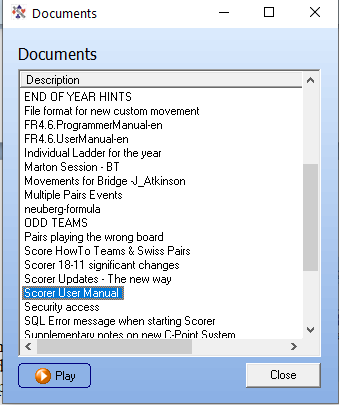 Documents
Documents
Description
END OF YEAR HINTS
File format for new custom movement
FR4.6.ProgrammerManual-en
FR4.6.UserManual-en
Individual Ladder for the year
Marton Session - BT
Movements for Bridge -J_Atkinson
Multiple Pairs Events
neuberg-formula
ODD TEAMS
Pairs playing the wrong board
Score HowTo Teams & Swiss Pairs
Scorer 18-11 significant changes
Scorer Updates - The new way
Scorer User Manual
Security access
SQL Error message when starting Scorer
Supplementary notes on new C-Point System
Play
Close